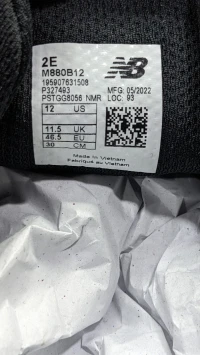 2E
M880B12
195907631508
P327493 MFG: 05/2022
PSTGG8056 NMR LOC: 93
12 US
11.5 UK
46.5 EU
30 CM
Made in Vietnam
Fabriqué au Vietnam
NB